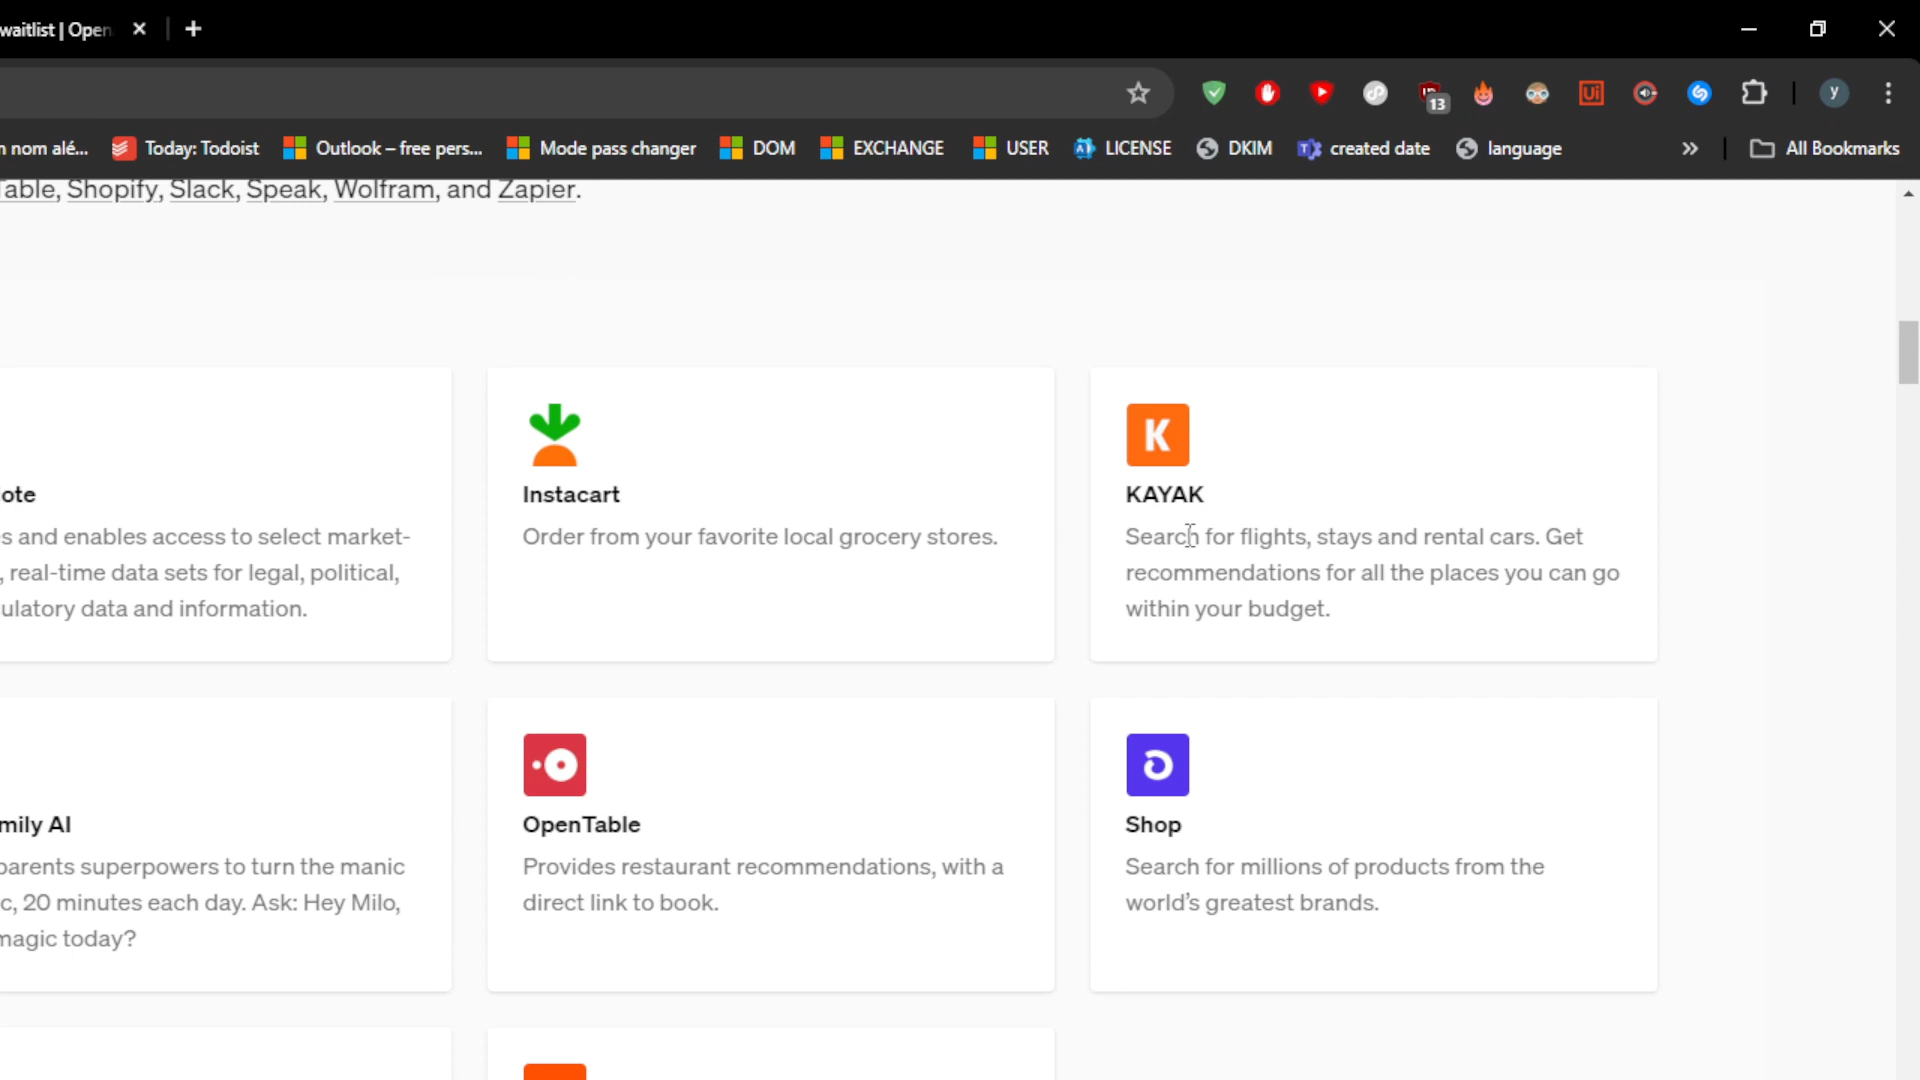 waitlist | Open
13
y
n nom alé...
Today: Todoist
Outlook – free pers...
Mode pass changer
DOM
EXCHANGE
USER
LICENSE
DKIM
created date
language
»
All Bookmarks
Table, Shopify, Slack, Speak, Wolfram, and Zapier.
ote
s and enables access to select market-
, real-time data sets for legal, political,
ulatory data and information.
Instacart
Order from your favorite local grocery stores.
K
KAYAK
Search for flights, stays and rental cars. Get
recommendations for all the places you can go
within your budget.
mily AI
parents superpowers to turn the manic
c, 20 minutes each day. Ask: Hey Milo,
magic today?
OpenTable
Provides restaurant recommendations, with a
direct link to book.
Shop
Search for millions of products from the
world's greatest brands.